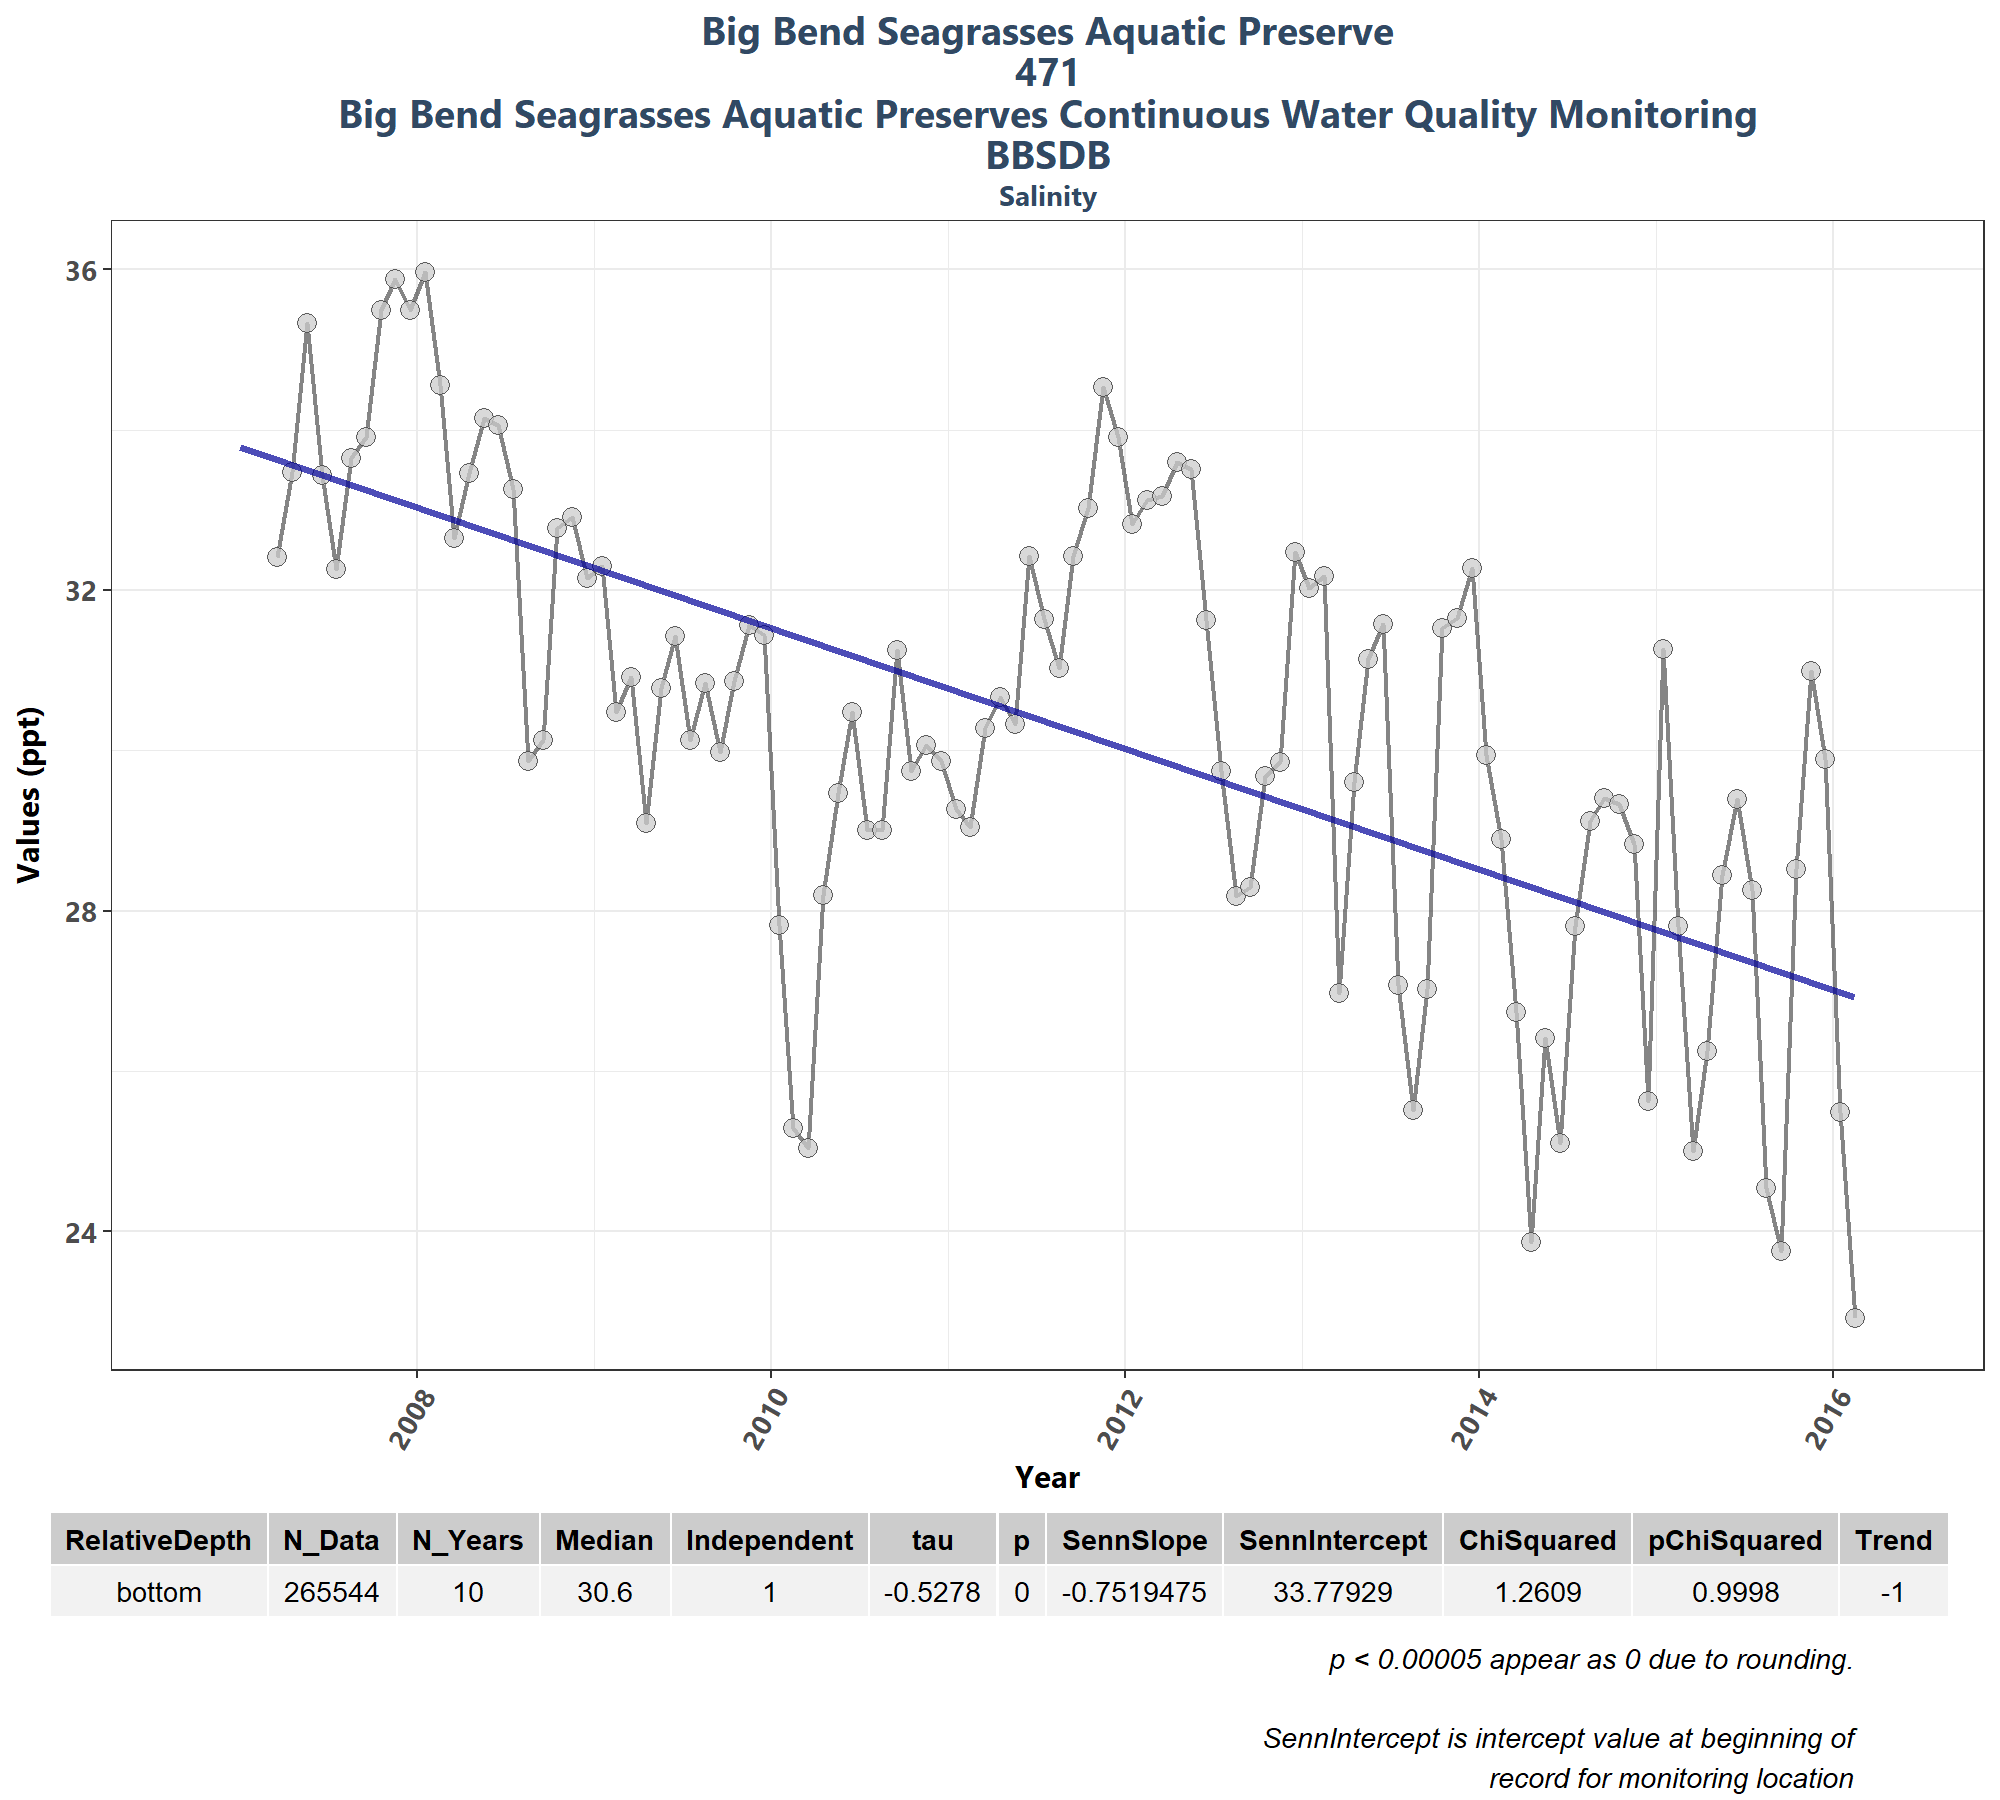 Big Bend Seagrasses Aquatic Preserve
471
Big Bend Seagrasses Aquatic Preserves Continuous Water Quality Monitoring
BBSDB
Salinity
36
32
28
24
Values (ppt)
2008 2010 2012 2014 2016
Year
RelativeDepth N_Data N_Years Median Independent tau p SennSlope SennIntercept ChiSquared pChiSquared Trend
bottom 265544 10 30.6 1 -0.5278 0 -0.7519475 33.77929 1.2609 0.9998 -1
p < 0.00005 appear as 0 due to rounding.
SennIntercept is intercept value at beginning of
record for monitoring location